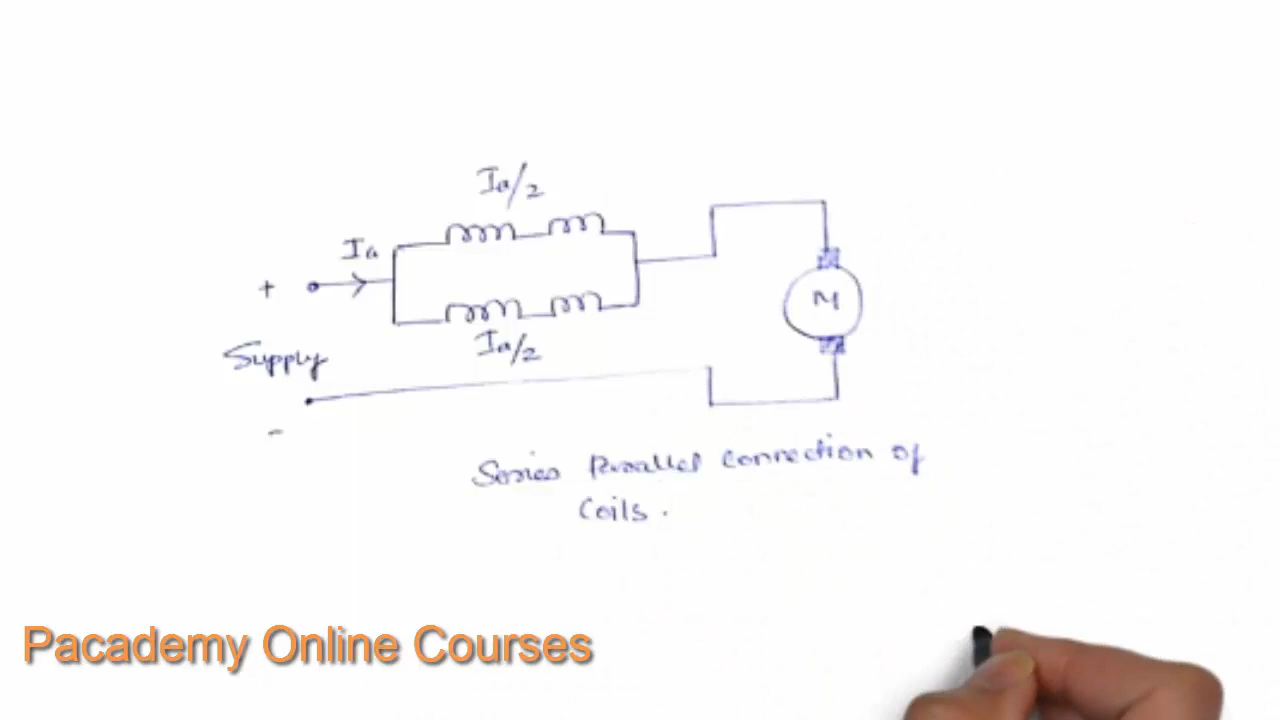 Ia/2
Ia
+
M
Ia/2
Supply
-
Series Parallel connection of
Coils.
Pacademy Online Courses